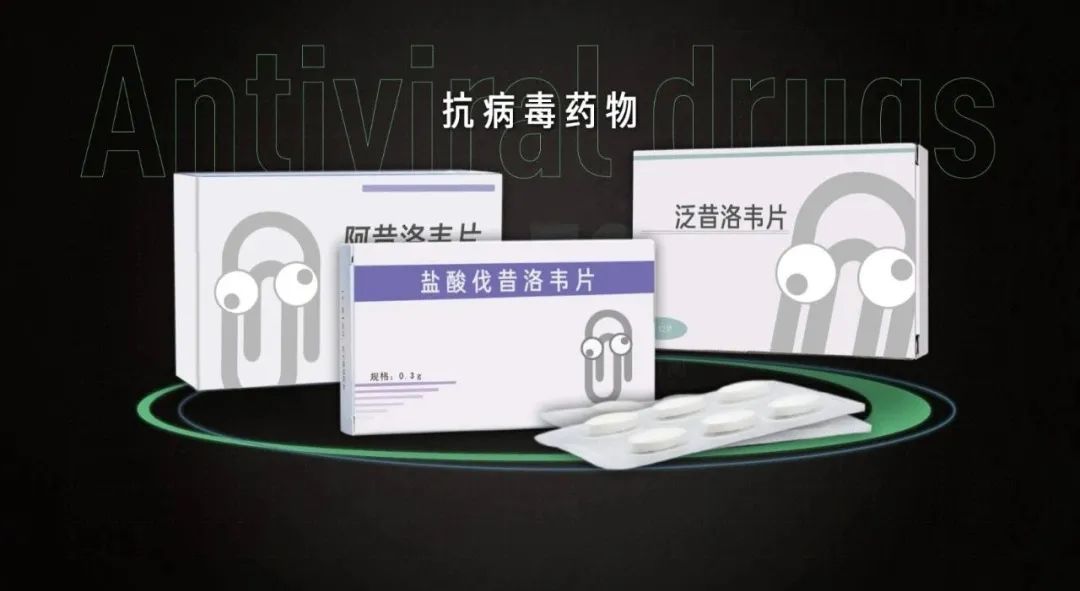 Antiviral drugs
抗病毒药物
阿昔洛韦片
泛昔洛韦片
盐酸伐昔洛韦片
规格：0.3g